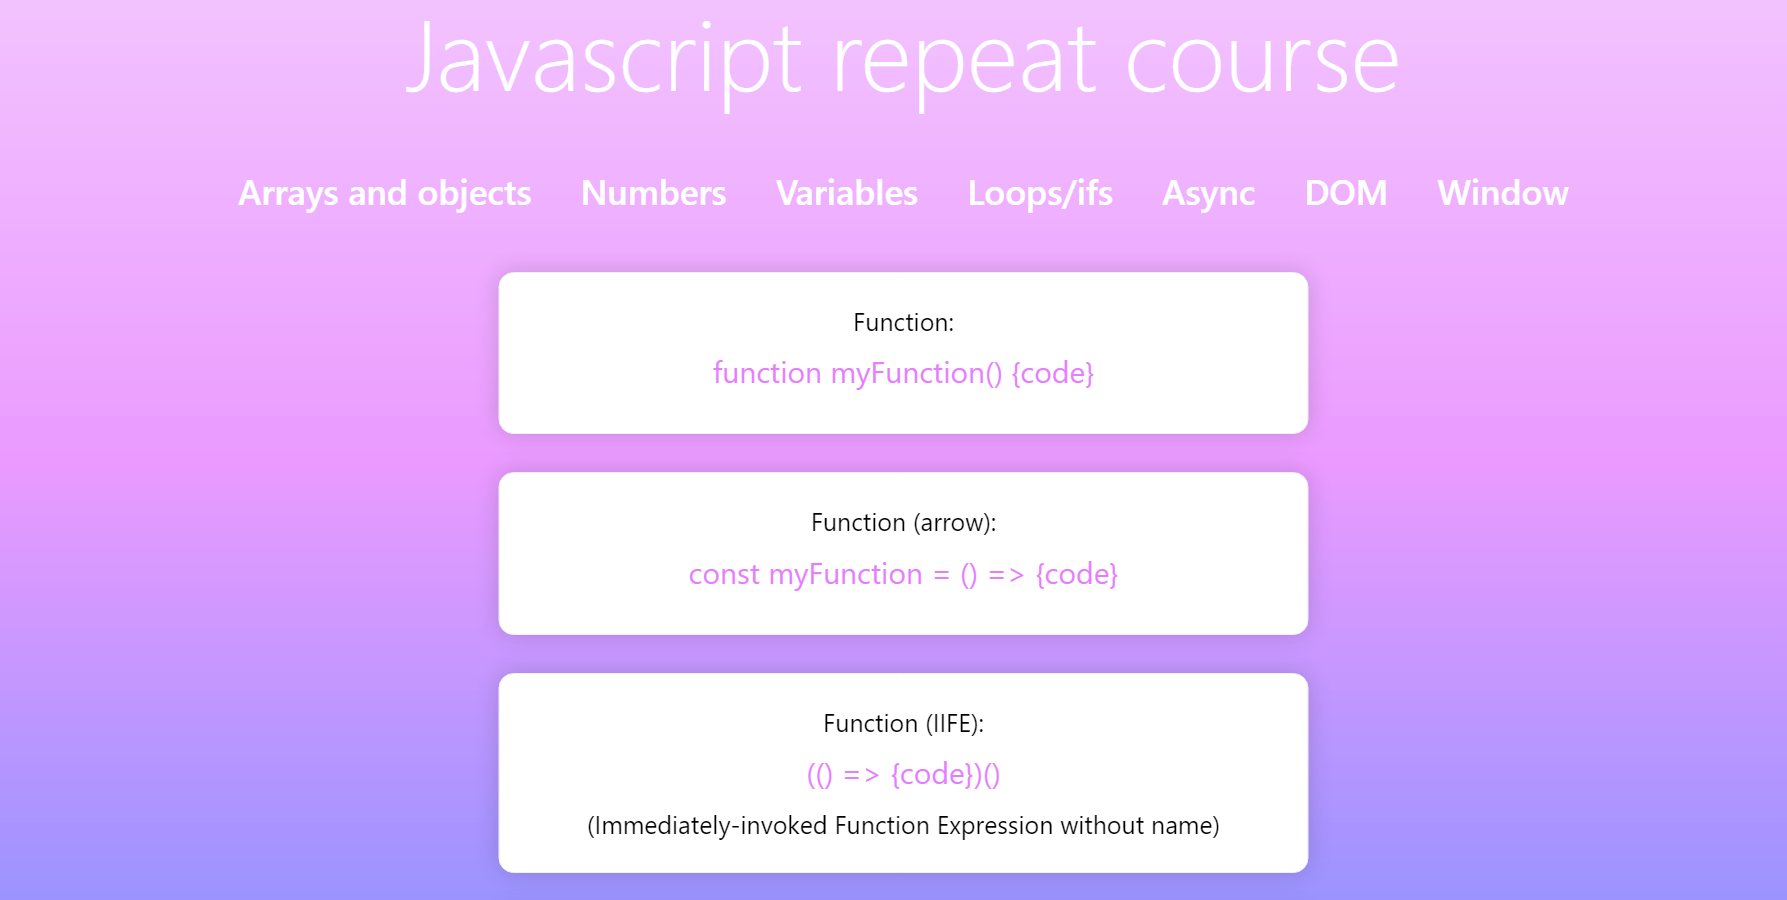 Javascript repeat course
Arrays and objects Numbers Variables Loops/ifs Async DOM Window
Function:
function myFunction() {code}
Function (arrow):
const myFunction = () => {code}
Function (IIFE):
(() => {code})()
(Immediately-invoked Function Expression without name)